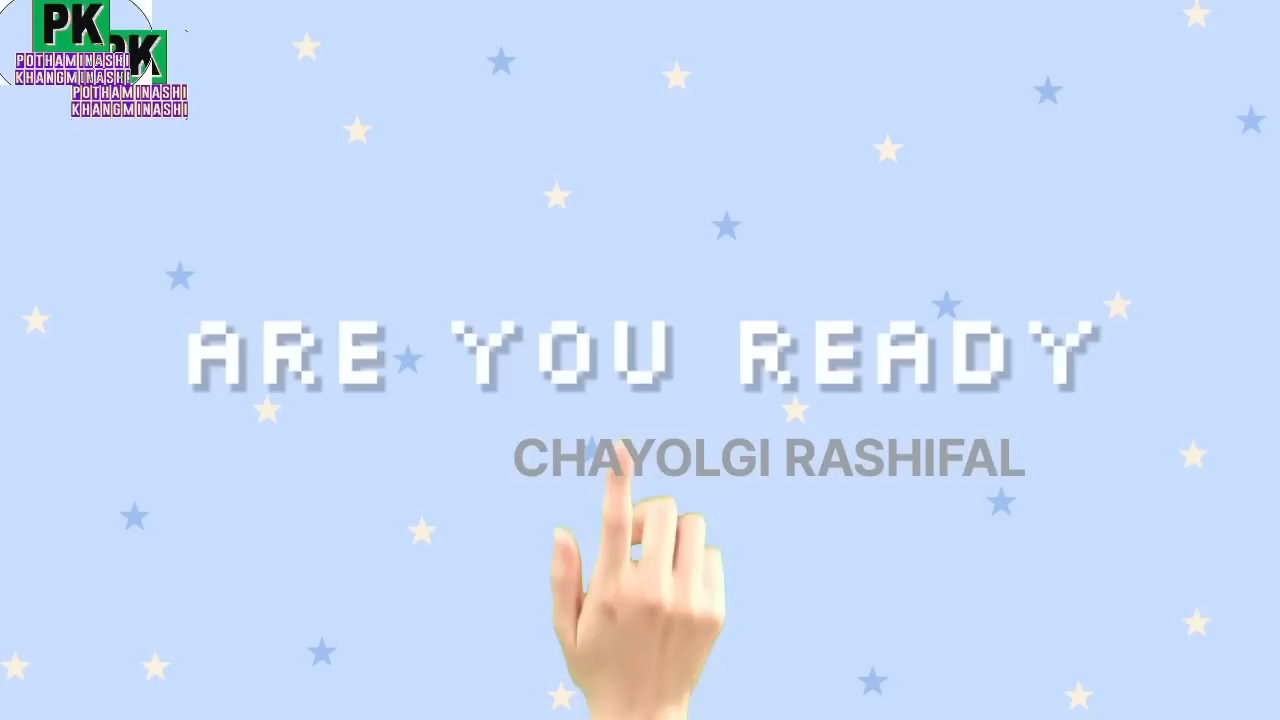 PK
PK
POTHAMINASHI
KHANGMINASHI
POTHAMINASHI
KHANGMINASHI
ARE YOU READY
CHAYOLGI RASHIFAL